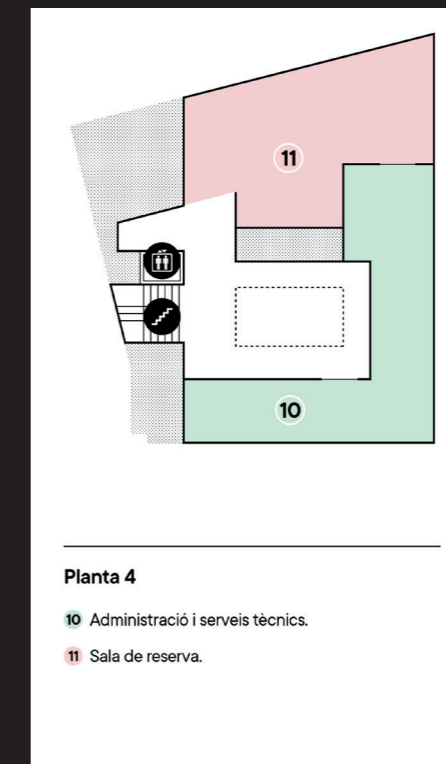 11
10
Planta 4
10 Administració i serveis tècnics.
11 Sala de reserva.